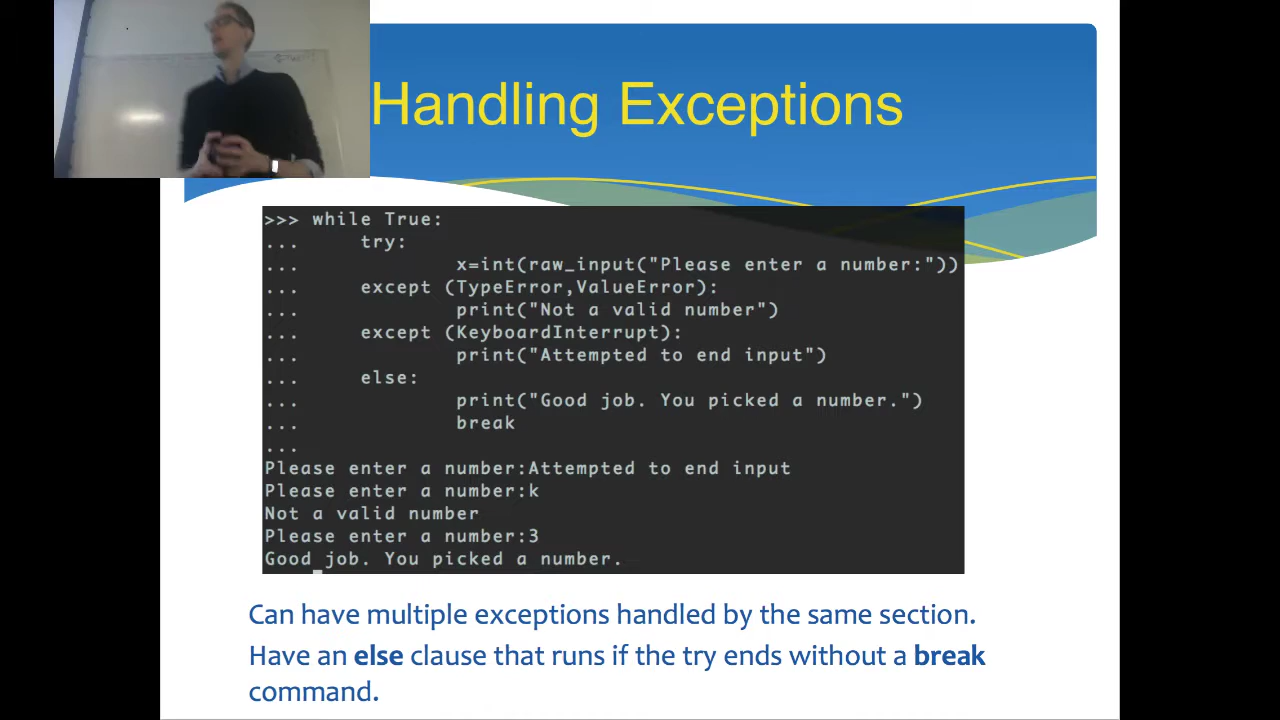 Handling Exceptions
>>> while True:
... try:
... x=int(raw_input("Please enter a number:"))
... except (TypeError,ValueError):
... print("Not a valid number")
... except (KeyboardInterrupt):
... print("Attempted to end input")
... else:
... print("Good job. You picked a number.")
... break
...
Please enter a number:Attempted to end input
Please enter a number:k
Not a valid number
Please enter a number:3
Good job. You picked a number.
Can have multiple exceptions handled by the same section.
Have an else clause that runs if the try ends without a break
command.